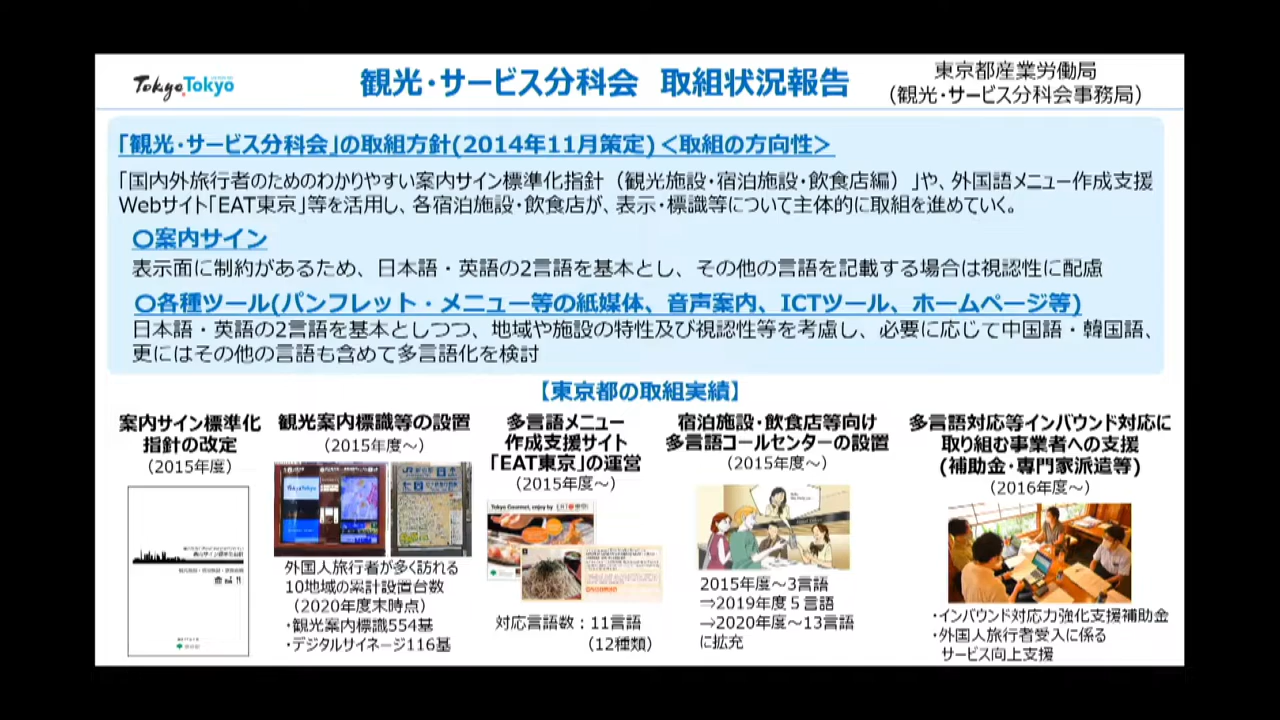 Tokyo Tokyo
観光・サービス分科会 取組状況報告
東京都産業労働局
(観光・サービス分科会事務局)
「観光・サービス分科会」の取組方針(2014年11月策定)<取組の方向性>
「国内外旅行者のためのわかりやすい案内サイン標準化指針（観光施設・宿泊施設・飲食店編）」や、外国語メニュー作成支援
Webサイト「EAT東京」等を活用し、各宿泊施設・飲食店が、表示・標識等について主体的に取組を進めていく。
〇案内サイン
表示面に制約があるため、日本語・英語の2言語を基本とし、その他の言語を記載する場合は視認性に配慮
〇各種ツール(パンフレット・メニュー等の紙媒体、音声案内、ICTツール、ホームページ等)
日本語・英語の2言語を基本としつつ、地域や施設の特性及び視認性等を考慮し、必要に応じて中国語・韓国語、
更にはその他の言語も含めて多言語化を検討
【東京都の取組実績】
案内サイン標準化
指針の改定
（2015年度）
観光案内標識等の設置
（2015年度～）
外国人旅行者が多く訪れる
10地域の累計設置台数
（2020年度末時点）
・観光案内標識554基
・デジタルサイネージ116基
多言語メニュー
作成支援サイト
「EAT東京」の運営
（2015年度～）
Tokyo Gourmet, enjoy by
対応言語数：11言語
（12種類）
宿泊施設・飲食店等向け
多言語コールセンターの設置
（2015年度～）
2015年度～3言語
⇒2019年度５言語
⇒2020年度～13言語
に拡充
多言語対応等インバウンド対応に
取り組む事業者への支援
(補助金・専門家派遣等)
（2016年度～）
・インバウンド対応力強化支援補助金
・外国人旅行者受入に係る
サービス向上支援